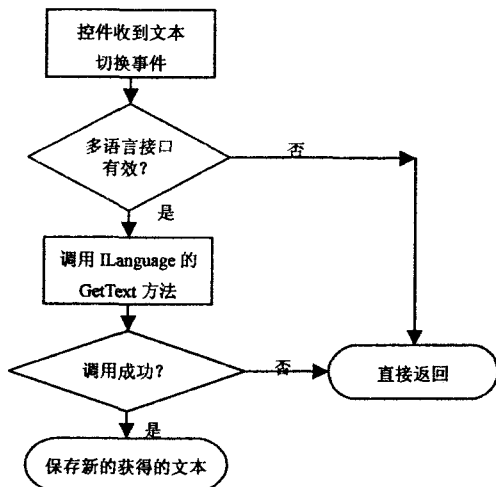 控件收到文本
切换事件
多语言接口
有效?
否
是
调用 ILanguage 的
GetText 方法
调用成功?
否
直接返回
是
保存新的获得的文本